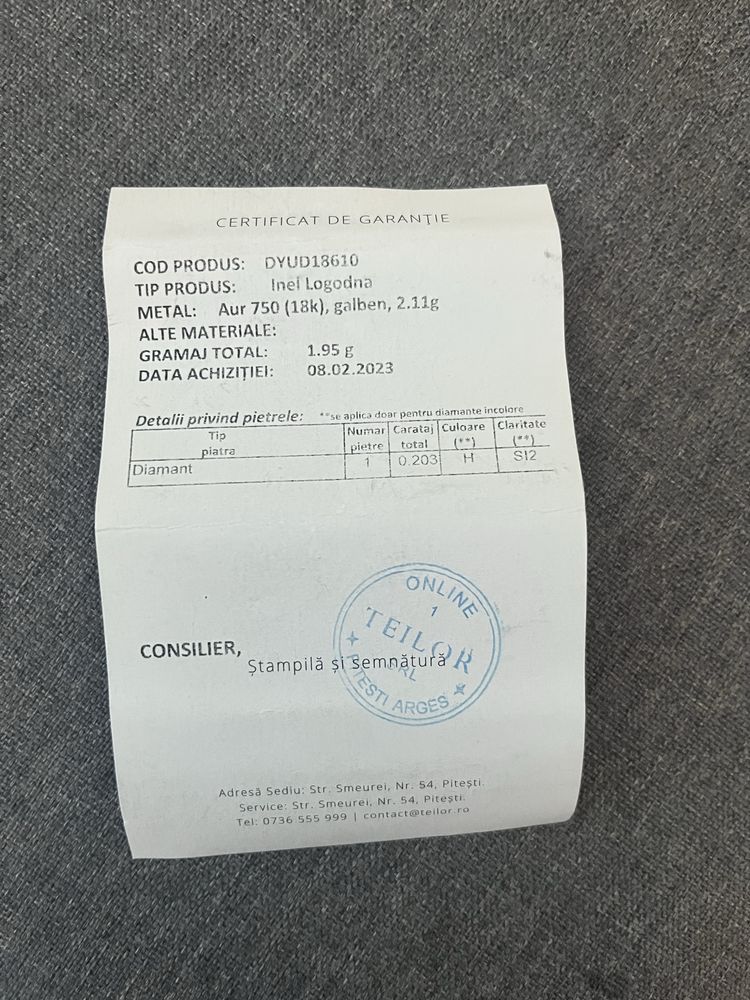 CERTIFICAT DE GARANȚIE
COD PRODUS: DYUD18610
TIP PRODUS: Inel Logodna
METAL: Aur 750 (18k), galben, 2.11g
ALTE MATERIALE:
GRAMAJ TOTAL: 1.95 g
DATA ACHIZIȚIEI: 08.02.2023
Detalii privind pietrele: **se aplica doar pentru diamante incolore
Tip piatra Numar pietre Carataj total Culoare (**) Claritate (**)
Diamant 1 0.203 H SI2
ONLINE
1
TEILOR
SRL
PITESTI ARGES
CONSILIER,
Ștampilă și semnătură
Adresă Sediu: Str. Smeurei, Nr. 54, Pitești.
Service: Str. Smeurei, Nr. 54, Pitești.
Tel: 0736 555 999 | contact@teilor.ro